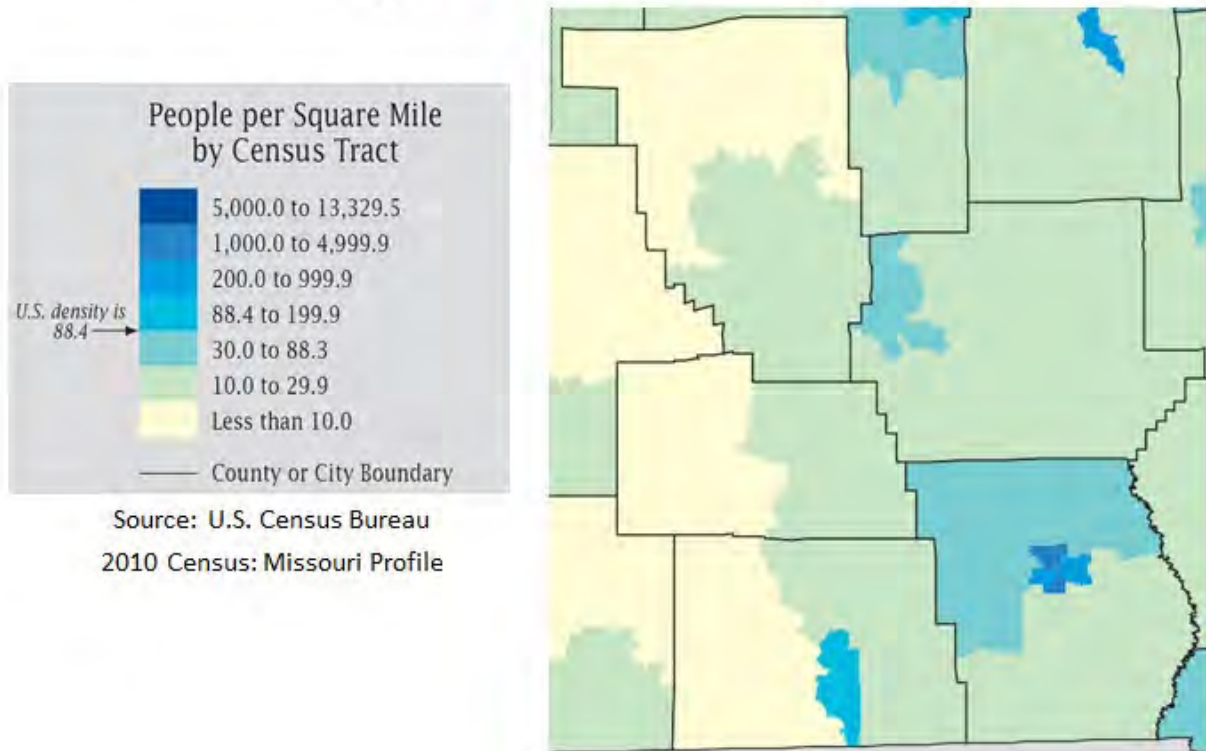 People per Square Mile
by Census Tract
5,000.0 to 13,329.5
1,000.0 to 4,999.9
200.0 to 999.9
88.4 to 199.9
U.S. density is
88.4
30.0 to 88.3
10.0 to 29.9
Less than 10.0
County or City Boundary
Source: U.S. Census Bureau
2010 Census: Missouri Profile